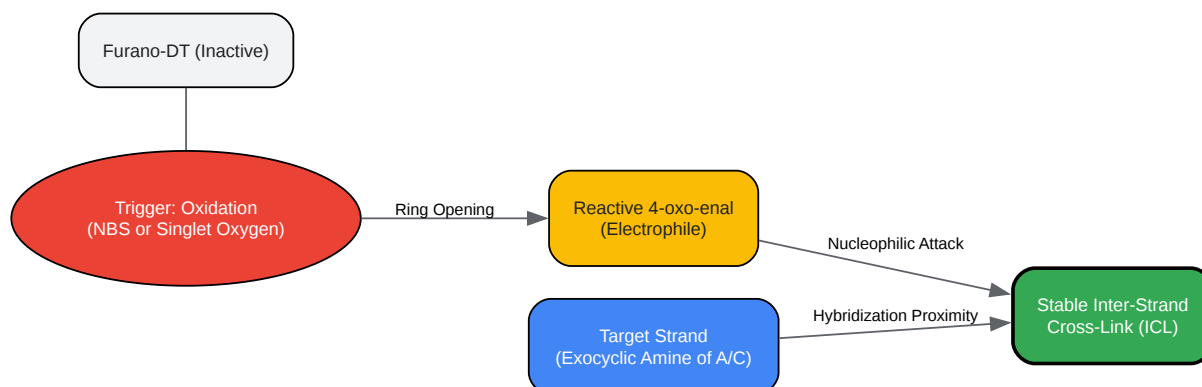 Furano-DT (Inactive)
Trigger: Oxidation
(NBS or Singlet Oxygen)
Ring Opening
Reactive 4-oxo-enal
(Electrophile)
Nucleophilic Attack
Hybridization Proximity
Target Strand
(Exocyclic Amine of A/C)
Stable Inter-Strand
Cross-Link (ICL)